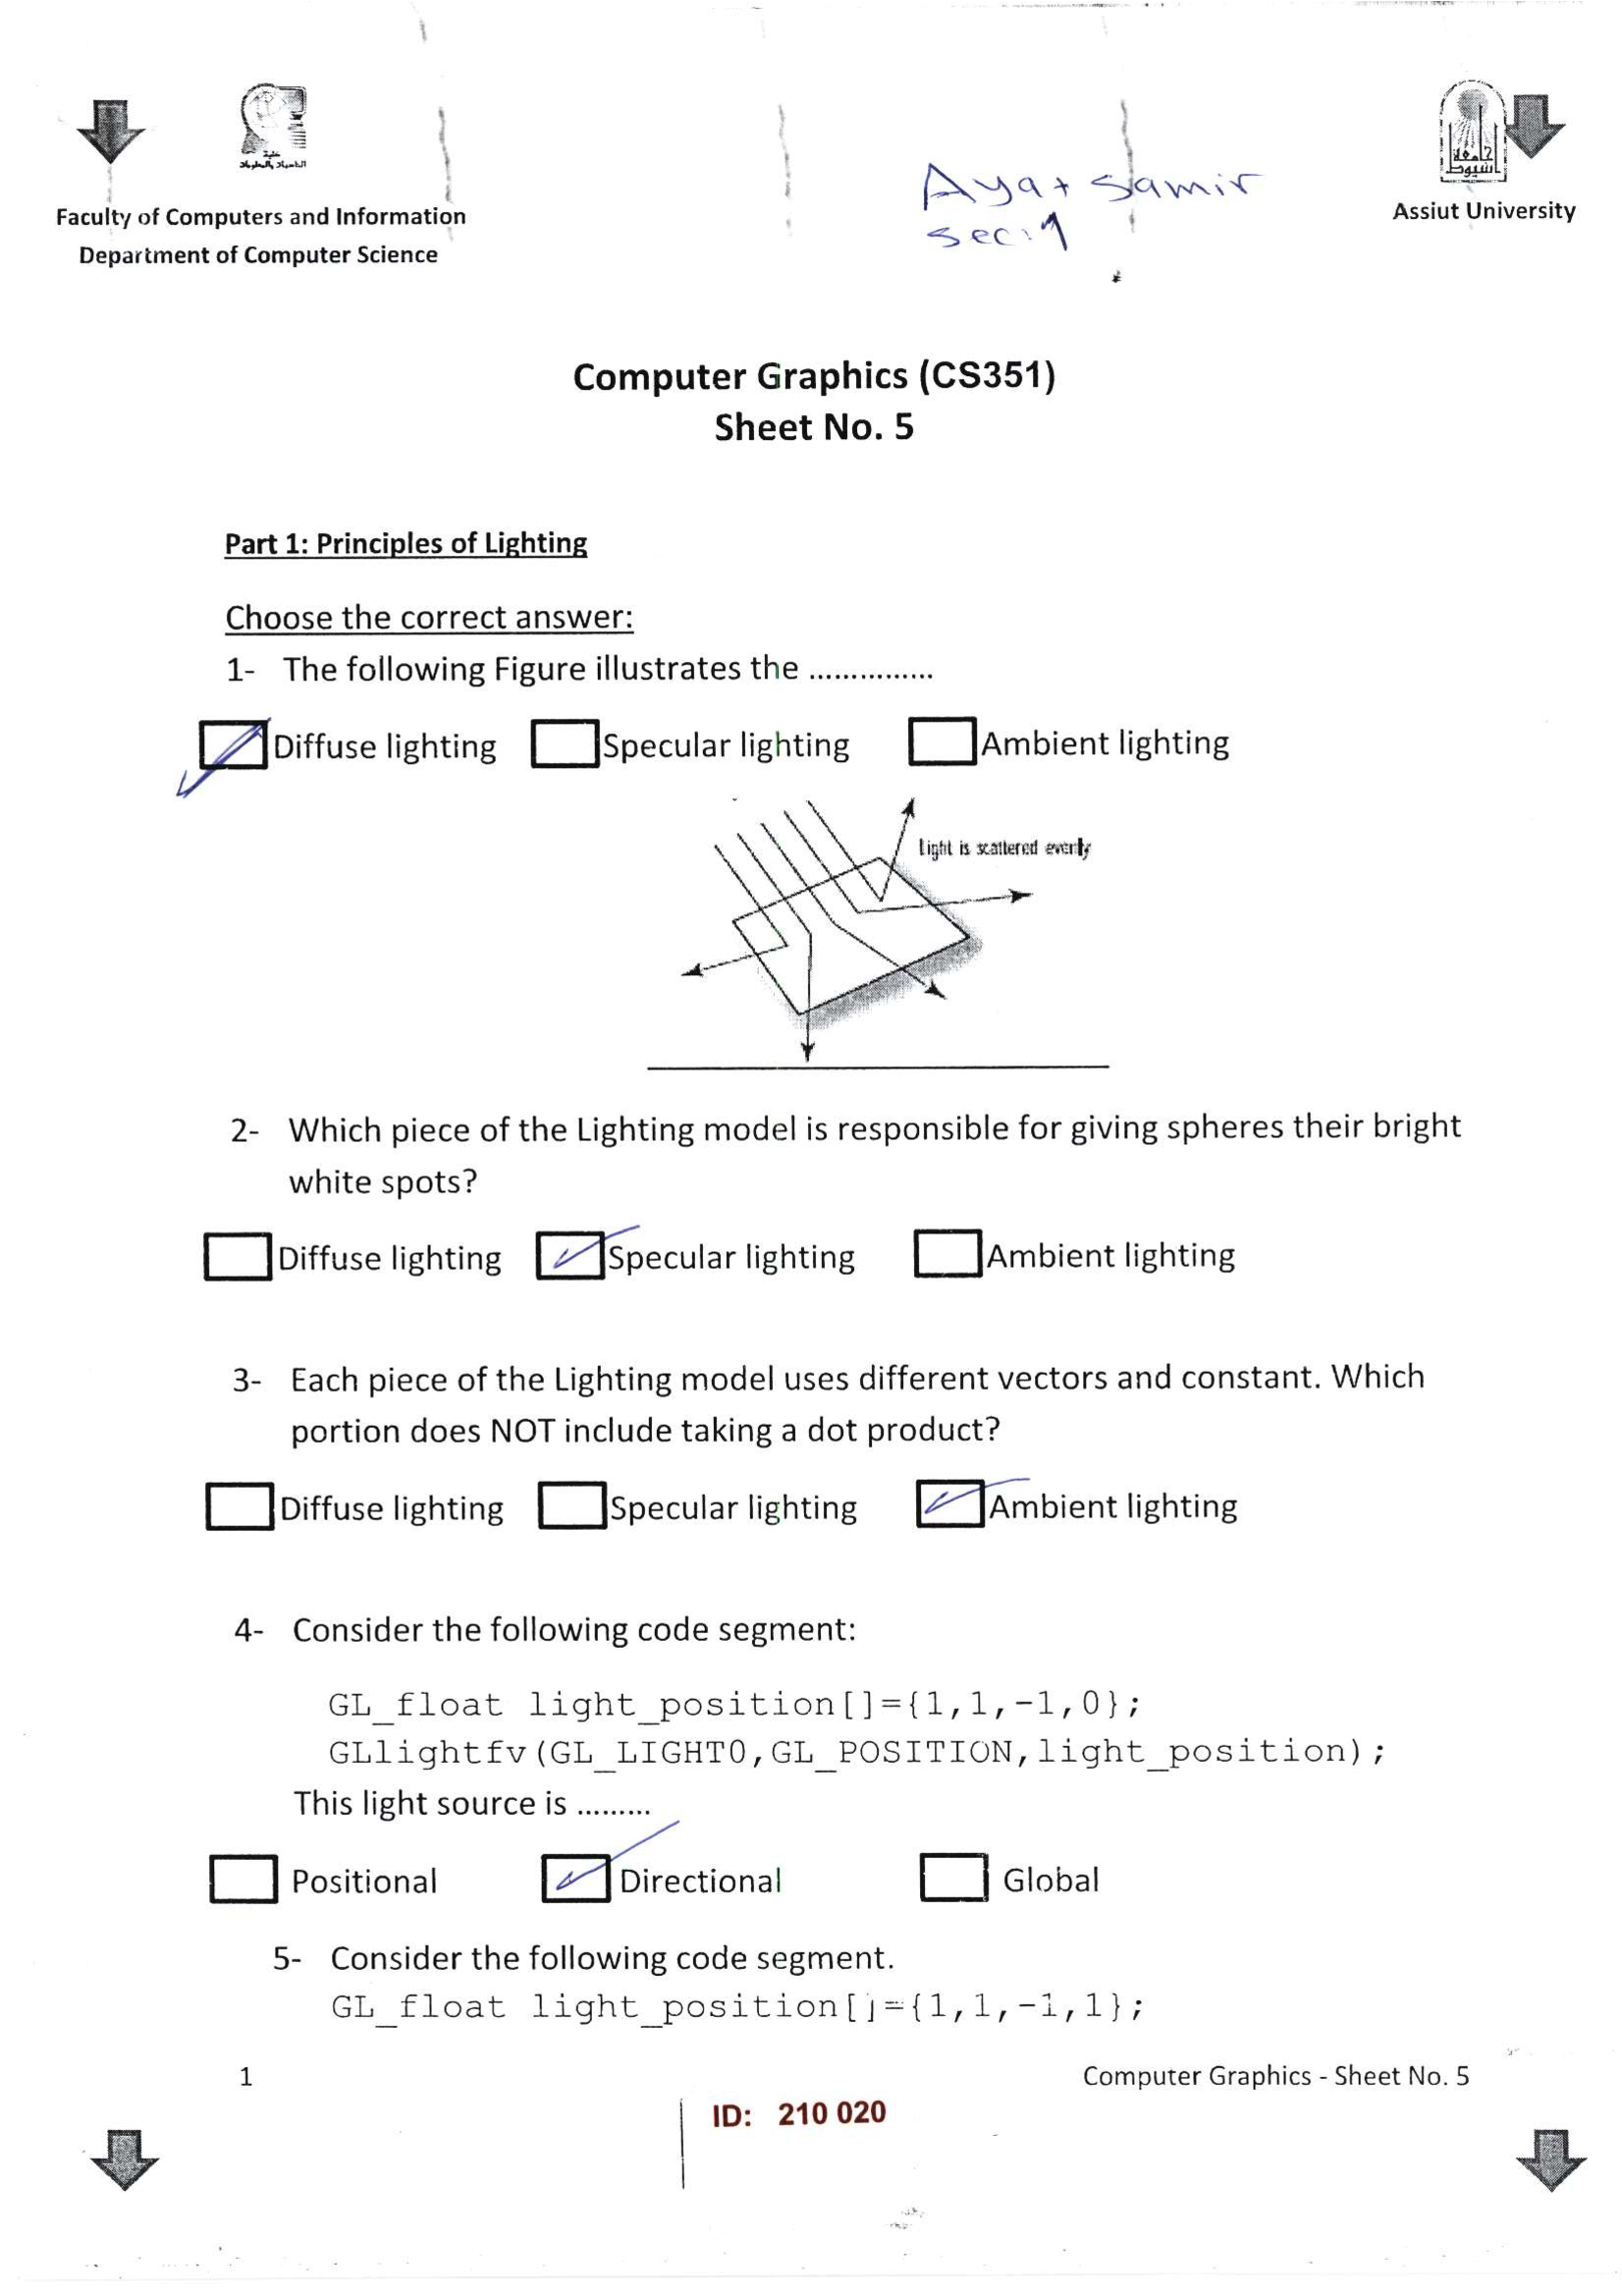 كلية
الحاسبات والمعلومات
جامعة
أسيوط
Faculty of Computers and Information
Department of Computer Science
Assiut University
Ayat Samir
sec:1
Computer Graphics (CS351)
Sheet No. 5
Part 1: Principles of Lighting
Choose the correct answer:
1- The following Figure illustrates the ...............
Diffuse lighting Specular lighting Ambient lighting
Light is scattered evenly
2- Which piece of the Lighting model is responsible for giving spheres their bright
white spots?
Diffuse lighting Specular lighting Ambient lighting
3- Each piece of the Lighting model uses different vectors and constant. Which
portion does NOT include taking a dot product?
Diffuse lighting Specular lighting Ambient lighting
4- Consider the following code segment:
GL_float light_position[]={1,1,-1,0};
GLlightfv(GL_LIGHT0,GL_POSITION,light_position);
This light source is .........
Positional Directional Global
5- Consider the following code segment.
GL_float light_position[]={1,1,-1,1};
1 Computer Graphics - Sheet No. 5
ID: 210 020